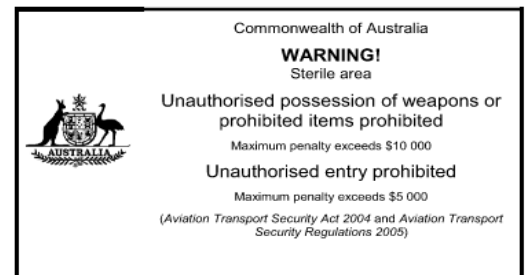 Commonwealth of Australia
WARNING!
Sterile area
Unauthorised possession of weapons or
prohibited items prohibited
Maximum penalty exceeds $10 000
Unauthorised entry prohibited
Maximum penalty exceeds $5 000
(Aviation Transport Security Act 2004 and Aviation Transport
Security Regulations 2005)
AUSTRALIA